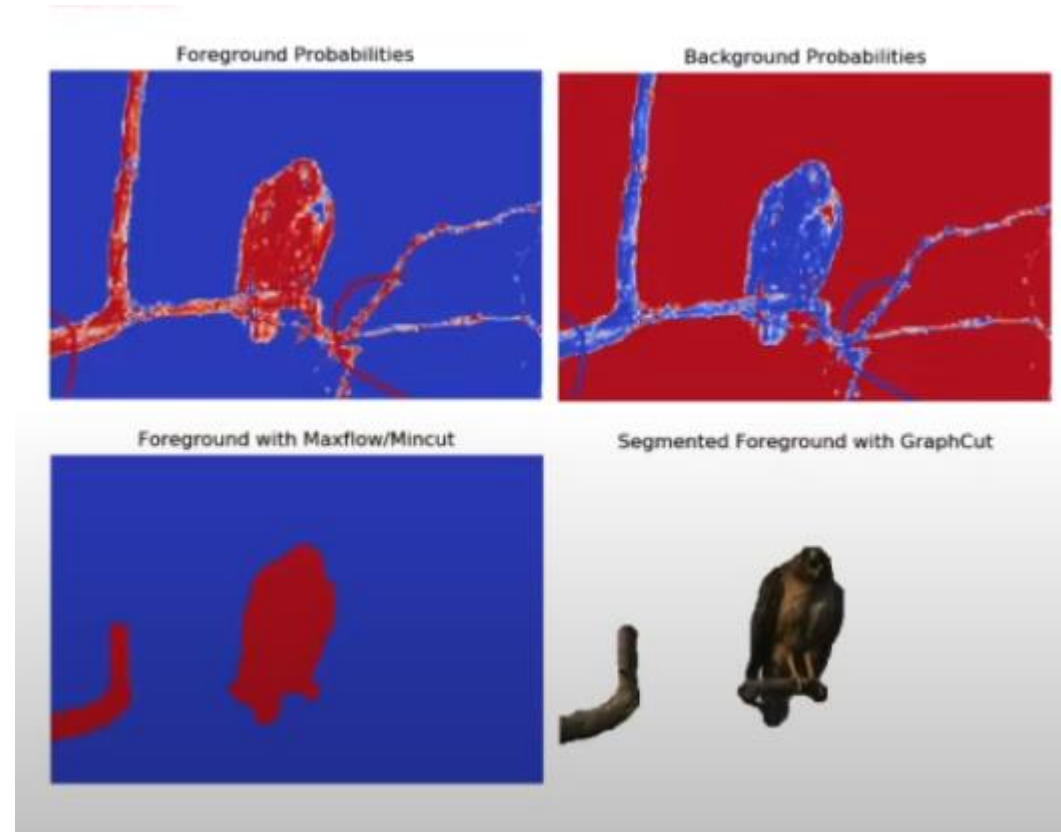 Foreground Probabilities
Background Probabilities
Foreground with Maxflow/Mincut
Segmented Foreground with GraphCut